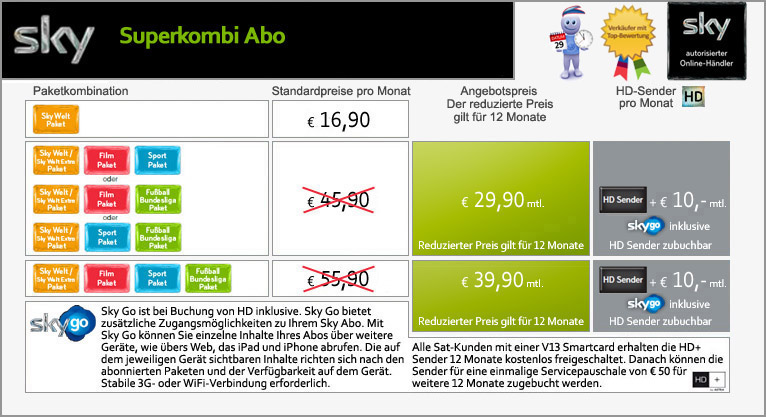 sky
Superkombi Abo
DATUM
29
Verkäufer mit
Top-Bewertung
sky
autorisierter
Online-Händler
Paketkombination
Standardpreise pro Monat
Angebotspreis
Der reduzierte Preis
gilt für 12 Monate
HD-Sender
pro Monat
HD
Sky Welt
Paket
€ 16,90
Sky Welt /
Sky Welt Extra
Paket
Film
Paket
Sport
Paket
oder
Sky Welt /
Sky Welt Extra
Paket
Film
Paket
Fußball
Bundesliga
Paket
oder
Sky Welt /
Sky Welt Extra
Paket
Sport
Paket
Fußball
Bundesliga
Paket
€ 45,90
€ 29,90 mtl.
Reduzierter Preis gilt für 12 Monate
HD Sender + € 10,- mtl.
sky go inklusive
HD Sender zubuchbar
Sky Welt /
Sky Welt Extra
Paket
Film
Paket
Sport
Paket
Fußball
Bundesliga
Paket
€ 55,90
€ 39,90 mtl.
Reduzierter Preis gilt für 12 Monate
HD Sender + € 10,- mtl.
sky go inklusive
HD Sender zubuchbar
sky go
Sky Go ist bei Buchung von HD inklusive. Sky Go bietet
zusätzliche Zugangsmöglichkeiten zu Ihrem Sky Abo. Mit
Sky Go können Sie einzelne Inhalte Ihres Abos über weitere
Geräte, wie übers Web, das iPad und iPhone abrufen. Die auf
dem jeweiligen Gerät sichtbaren Inhalte richten sich nach den
abonnierten Paketen und der Verfügbarkeit auf dem Gerät.
Stabile 3G- oder WiFi-Verbindung erforderlich.
Alle Sat-Kunden mit einer V13 Smartcard erhalten die HD+
Sender 12 Monate kostenlos freigeschaltet. Danach können die
Sender für eine einmalige Servicepauschale von € 50 für
weitere 12 Monate zugebucht werden.
HD +